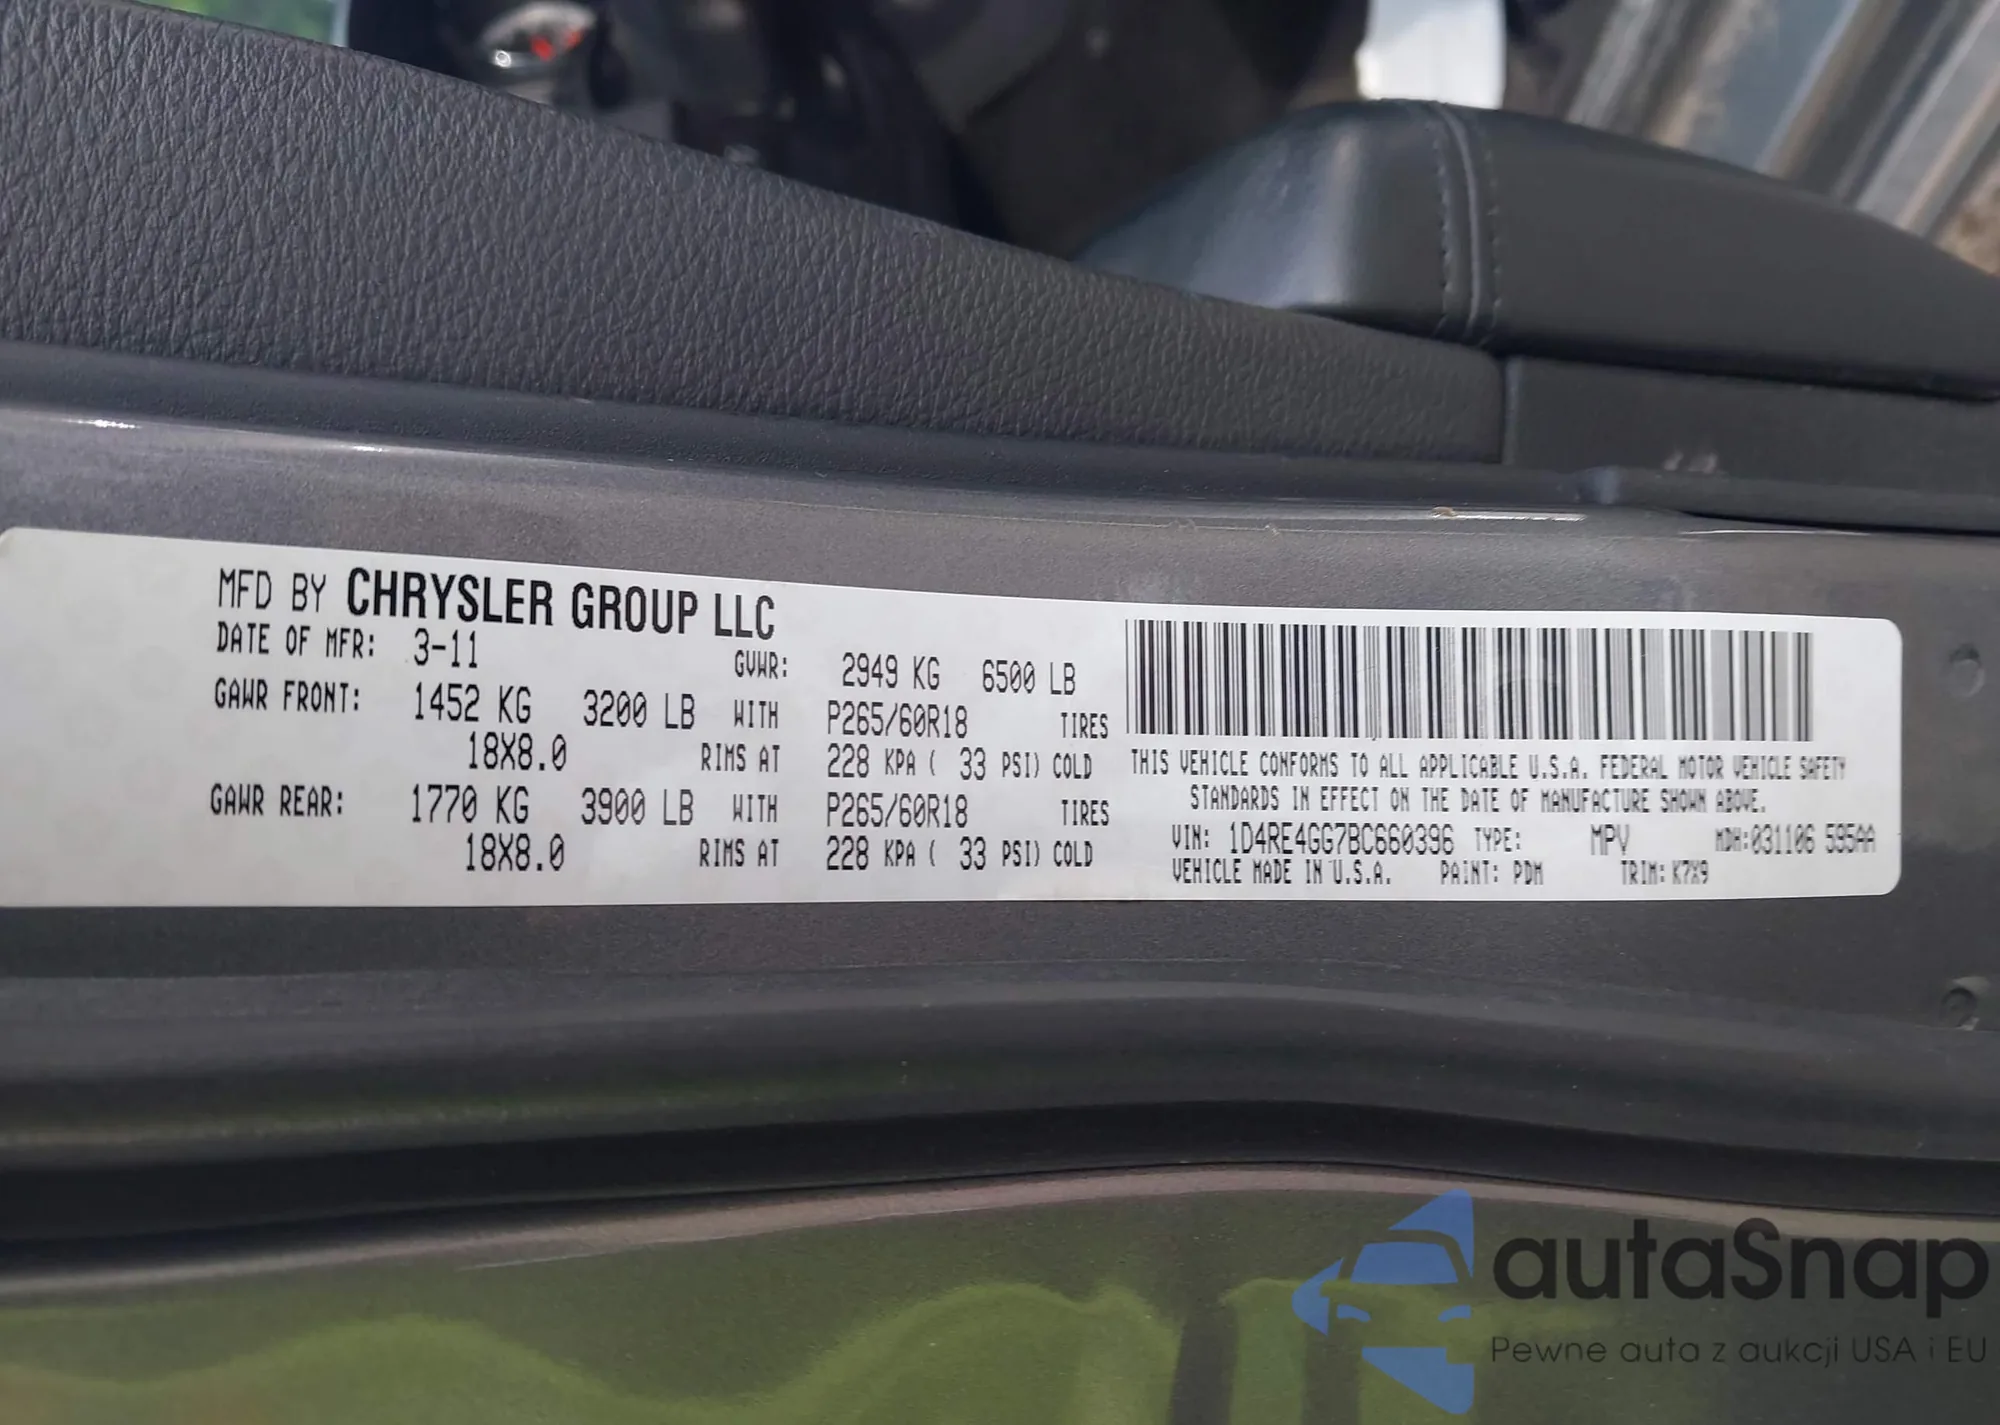 MFD BY CHRYSLER GROUP LLC
DATE OF MFR: 3-11 GVWR: 2949 KG 6500 LB
GAWR FRONT: 1452 KG 3200 LB WITH P265/60R18 TIRES
18X8.0 RIMS AT 228 KPA ( 33 PSI) COLD
GAWR REAR: 1770 KG 3900 LB WITH P265/60R18 TIRES
18X8.0 RIMS AT 228 KPA ( 33 PSI) COLD
THIS VEHICLE CONFORMS TO ALL APPLICABLE U.S.A. FEDERAL MOTOR VEHICLE SAFETY
STANDARDS IN EFFECT ON THE DATE OF MANUFACTURE SHOWN ABOVE.
VIN: 1D4RE4GG7BC660396 TYPE: MPV MDH:031106 595AA
VEHICLE MADE IN U.S.A. PAINT: PDM TRIM: K7X9
autaSnap
Pewne auta z aukcji USA i EU